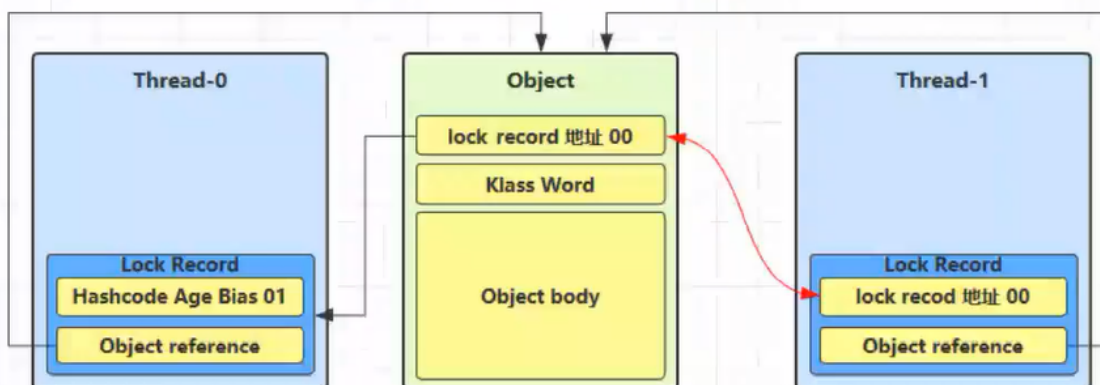 Thread-0
Lock Record
Hashcode Age Bias 01
Object reference
Object
lock record 地址 00
Klass Word
Object body
Thread-1
Lock Record
lock recod 地址 00
Object reference